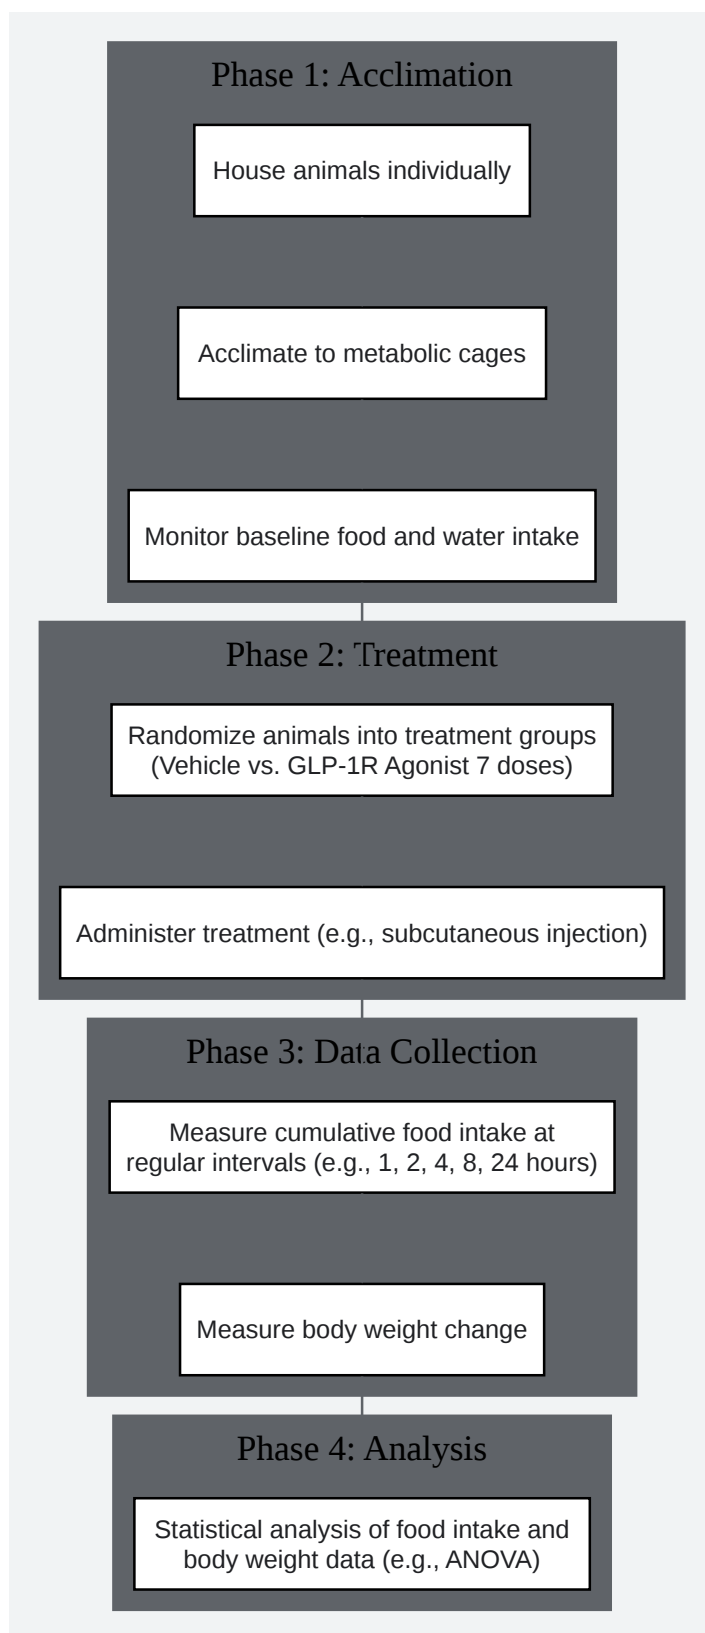 Phase 1: Acclimation
House animals individually
Acclimate to metabolic cages
Monitor baseline food and water intake
Phase 2: Treatment
Randomize animals into treatment groups
(Vehicle vs. GLP-1R Agonist 7 doses)
Administer treatment (e.g., subcutaneous injection)
Phase 3: Data Collection
Measure cumulative food intake at
regular intervals (e.g., 1, 2, 4, 8, 24 hours)
Measure body weight change
Phase 4: Analysis
Statistical analysis of food intake and
body weight data (e.g., ANOVA)